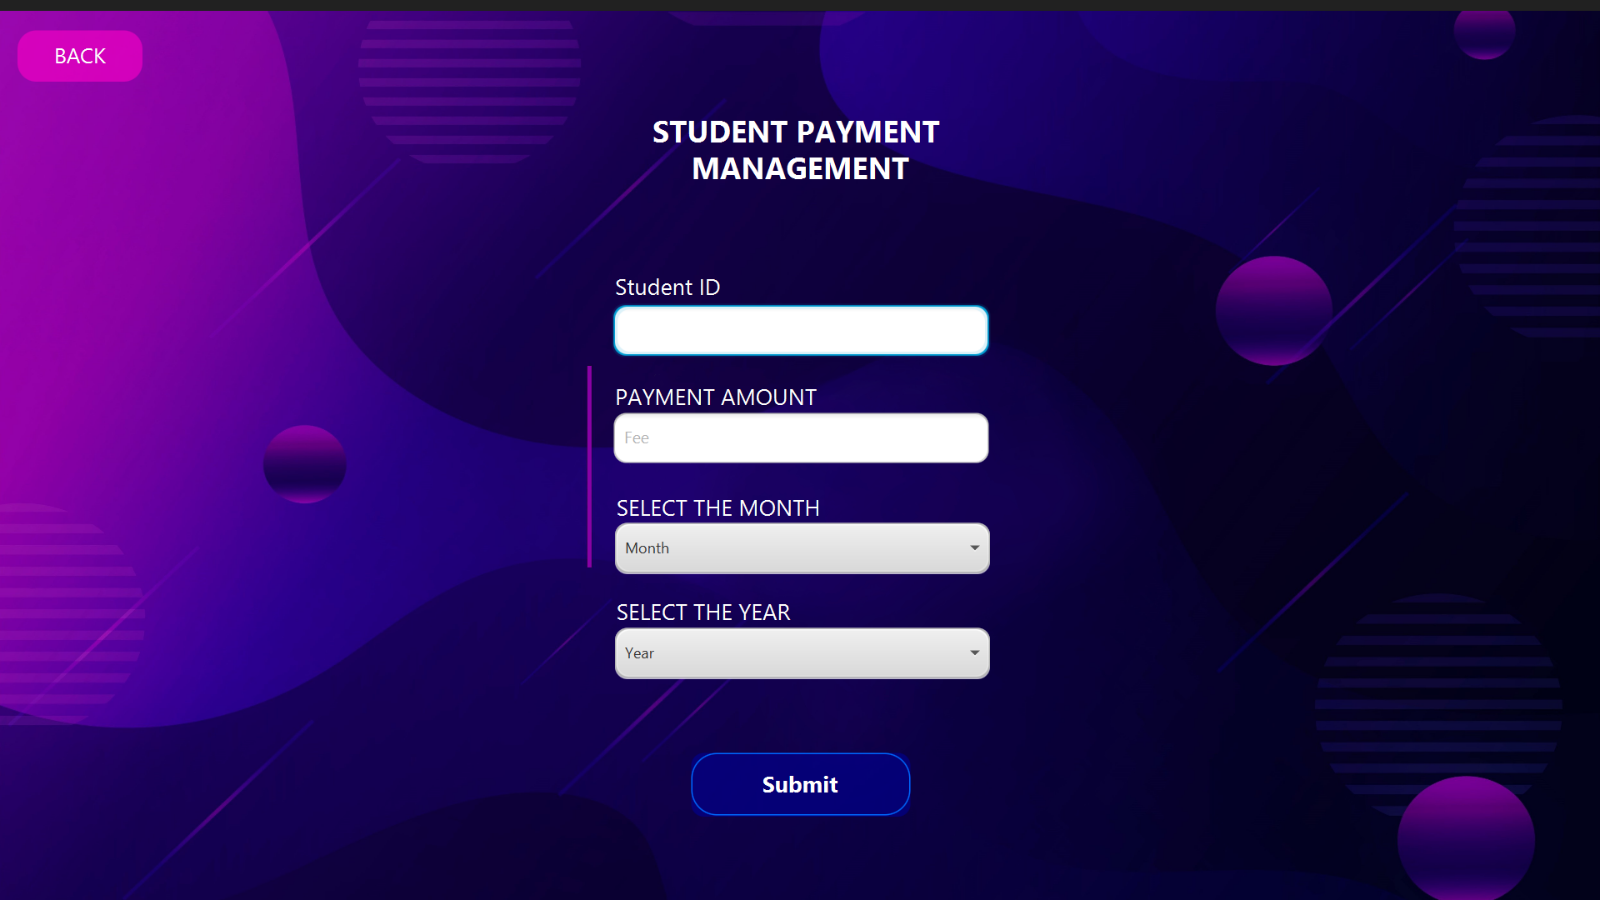 BACK
STUDENT PAYMENT
MANAGEMENT
Student ID
PAYMENT AMOUNT
Fee
SELECT THE MONTH
Month
SELECT THE YEAR
Year
Submit